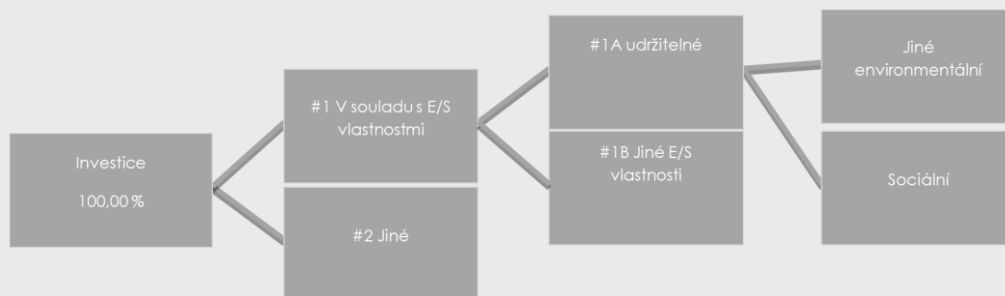 Investice
100,00 %
#1 V souladu s E/S
vlastnostmi
#2 Jiné
#1A udržitelné
#1B Jiné E/S
vlastnosti
Jiné
environmentální
Sociální